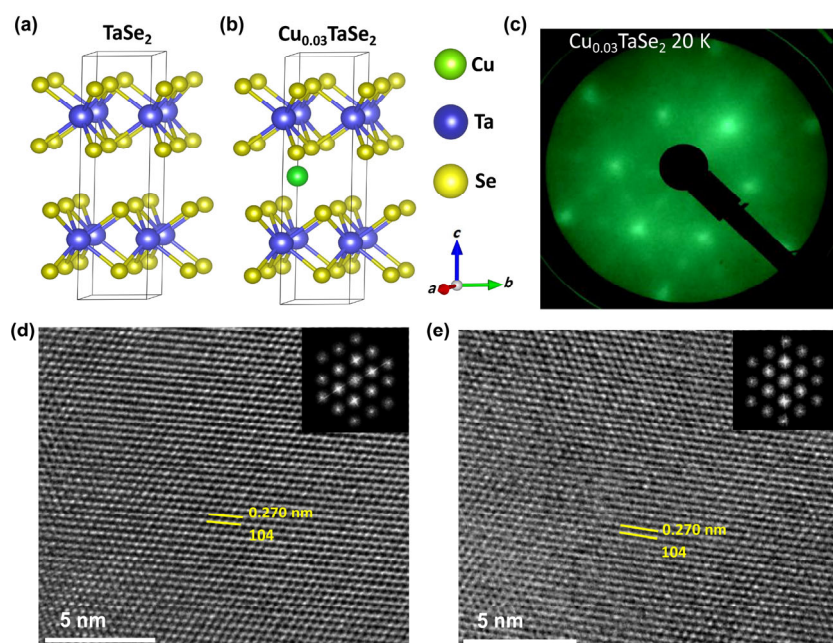 (a)
TaSe₂
(b)
Cu₀.₀₃TaSe₂
Cu
Ta
Se
c
a
b
(c)
Cu₀.₀₃TaSe₂ 20 K
(d)
0.270 nm
104
5 nm
(e)
0.270 nm
104
5 nm